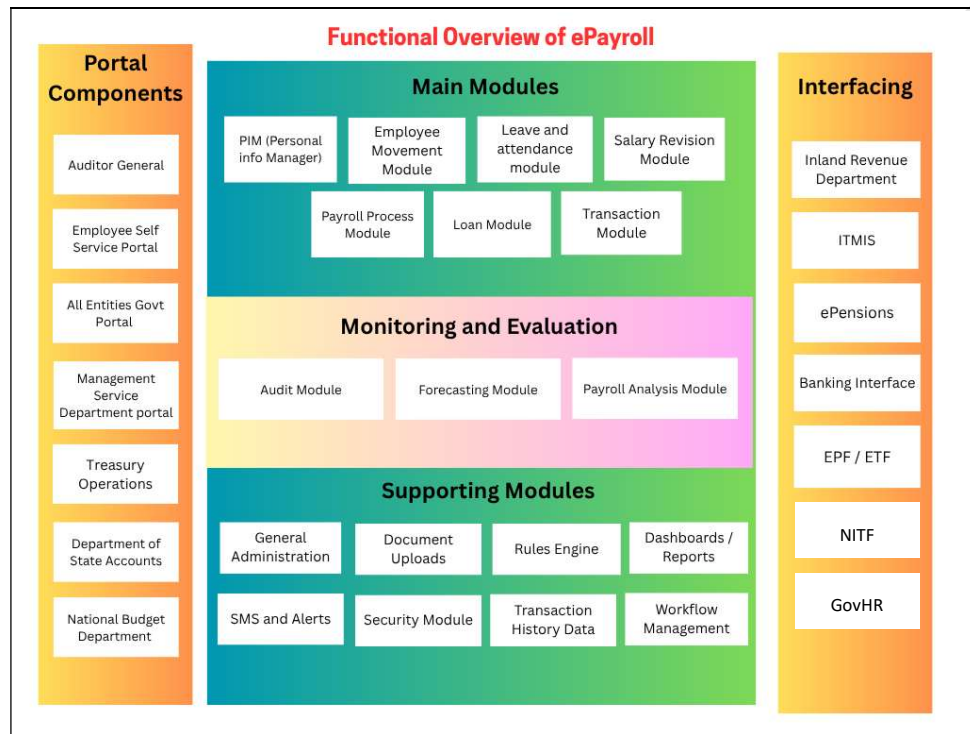 Functional Overview of ePayroll
Portal
Components
Auditor General
Employee Self
Service Portal
All Entities Govt
Portal
Management
Service
Department portal
Treasury
Operations
Department of
State Accounts
National Budget
Department
Main Modules
PIM (Personal
info Manager)
Employee
Movement
Module
Leave and
attendance
module
Salary Revision
Module
Payroll Process
Module
Loan Module
Transaction
Module
Monitoring and Evaluation
Audit Module
Forecasting Module
Payroll Analysis Module
Supporting Modules
General
Administration
Document
Uploads
Rules Engine
Dashboards /
Reports
SMS and Alerts
Security Module
Transaction
History Data
Workflow
Management
Interfacing
Inland Revenue
Department
ITMIS
ePensions
Banking Interface
EPF / ETF
NITF
GovHR